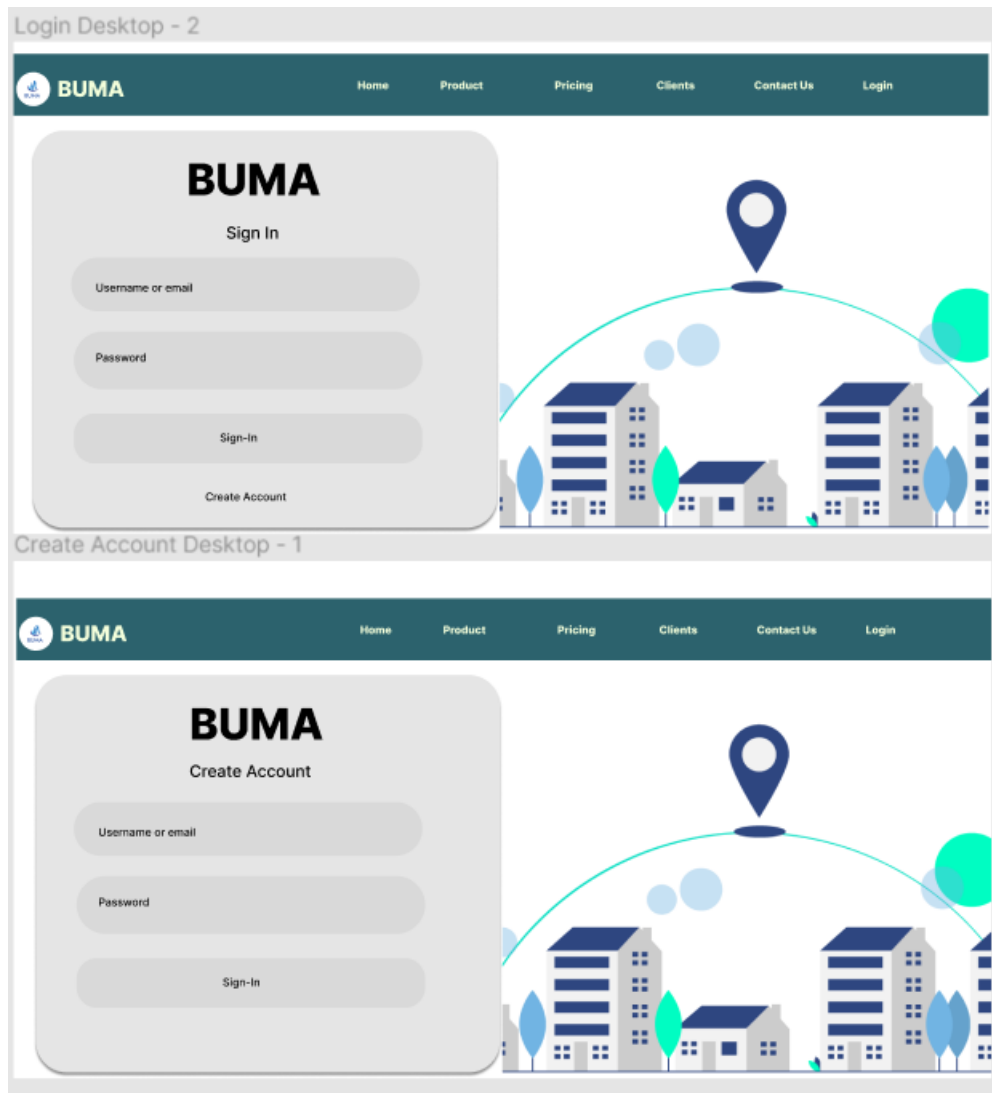 Login Desktop - 2
BUMA BUMA Home Product Pricing Clients Contact Us Login
BUMA
Sign In
Username or email
Password
Sign-In
Create Account
Create Account Desktop - 1
BUMA BUMA Home Product Pricing Clients Contact Us Login
BUMA
Create Account
Username or email
Password
Sign-In